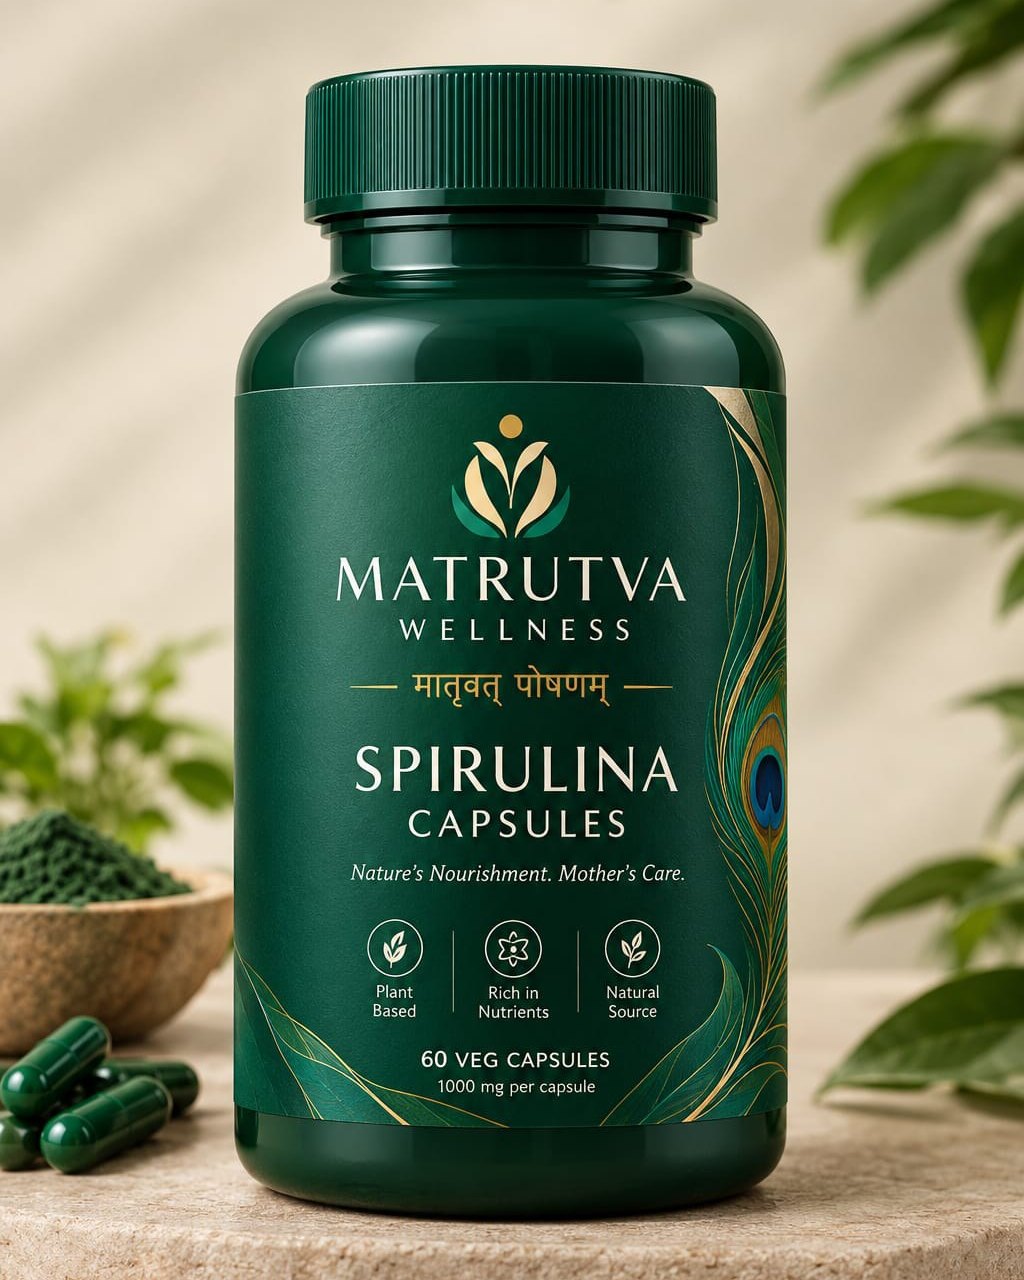 MATRUTVA
WELLNESS
मातृवत् पोषणम्
SPIRULINA
CAPSULES
Nature's Nourishment. Mother's Care.
Plant
Based
Rich in
Nutrients
Natural
Source
60 VEG CAPSULES
1000 mg per capsule